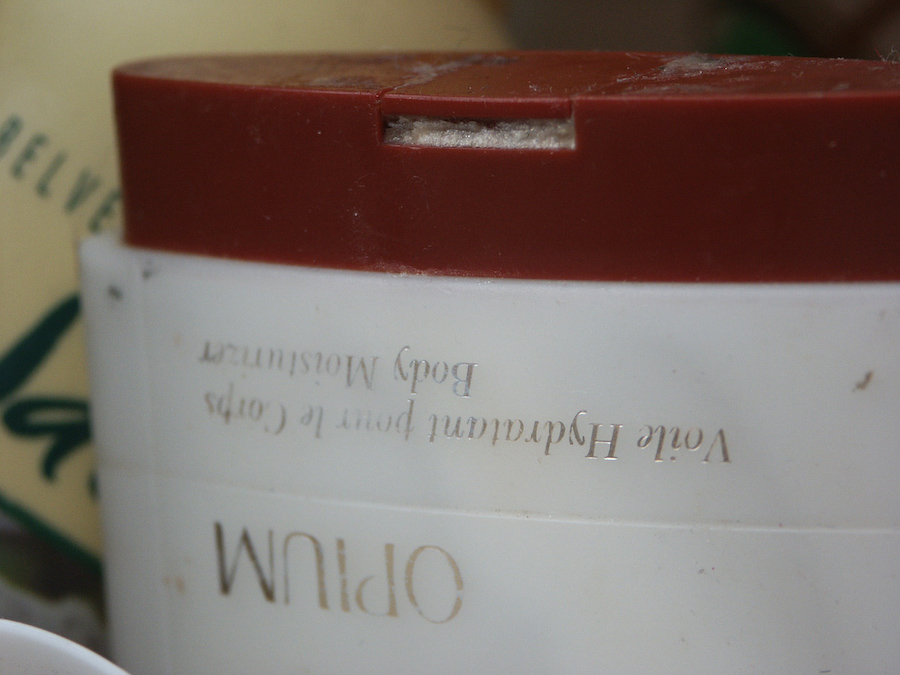 OPIUM
Voile Hydratant pour le Corps
Body Moisturizer